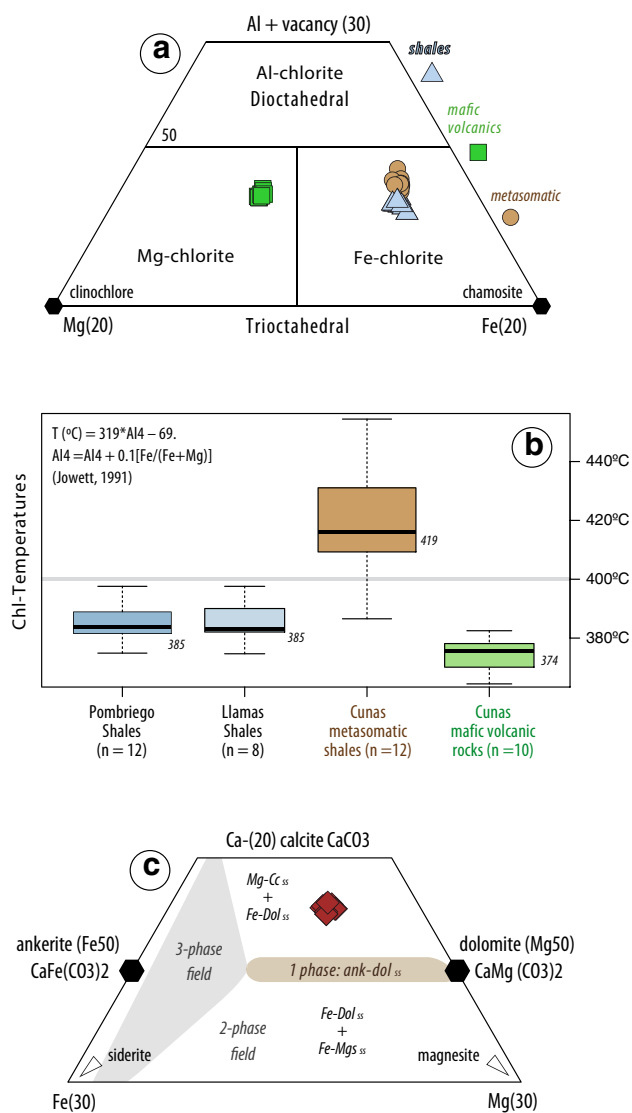 Al + vacancy (30)
a
shales
Al-chlorite
Dioctahedral
mafic
volcanics
50
metasomatic
Mg-chlorite
Fe-chlorite
clinochlore
chamosite
Mg(20)
Trioctahedral
Fe(20)
T (ºC) = 319*Al4 – 69.
Al4 =Al4 + 0.1[Fe/(Fe+Mg)]
(Jowett, 1991)
b
Chl-Temperatures
440ºC
420ºC
400ºC
380ºC
385
385
419
374
Pombriego
Shales
(n = 12)
Llamas
Shales
(n = 8)
Cunas
metasomatic
shales (n =12)
Cunas
mafic volcanic
rocks (n =10)
c
Ca-(20) calcite CaCO3
Mg-Cc ss
+
Fe-Dol ss
ankerite (Fe50)
CaFe(CO3)2
3-phase
field
dolomite (Mg50)
CaMg (CO3)2
1 phase: ank-dol ss
2-phase
field
Fe-Dol ss
+
Fe-Mgs ss
siderite
magnesite
Fe(30)
Mg(30)